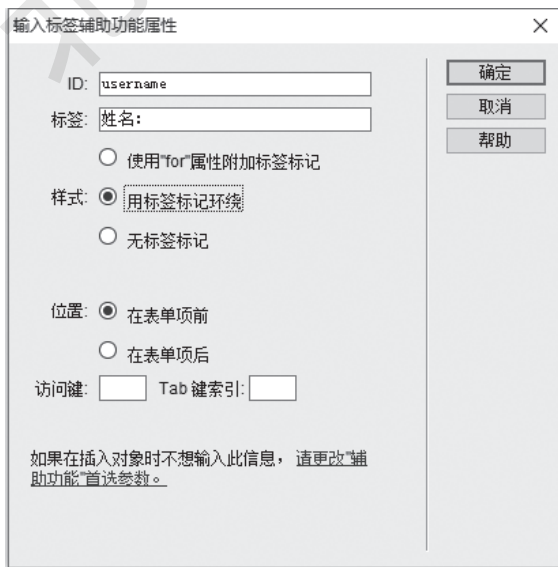 输入标签辅助功能属性
ID: username
确定
标签: 姓名:
取消
帮助
使用"for"属性附加标签标记
样式: 用标签标记环绕
无标签标记
位置: 在表单项前
在表单项后
访问键: Tab 键索引:
如果在插入对象时不想输入此信息， 请更改"辅
助功能"首选参数。